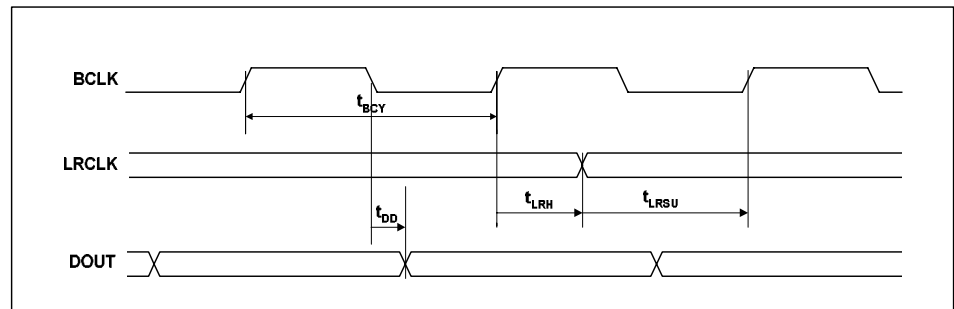 BCLK
tBCY
LRCLK
tLRH
tLRSU
tDD
DOUT